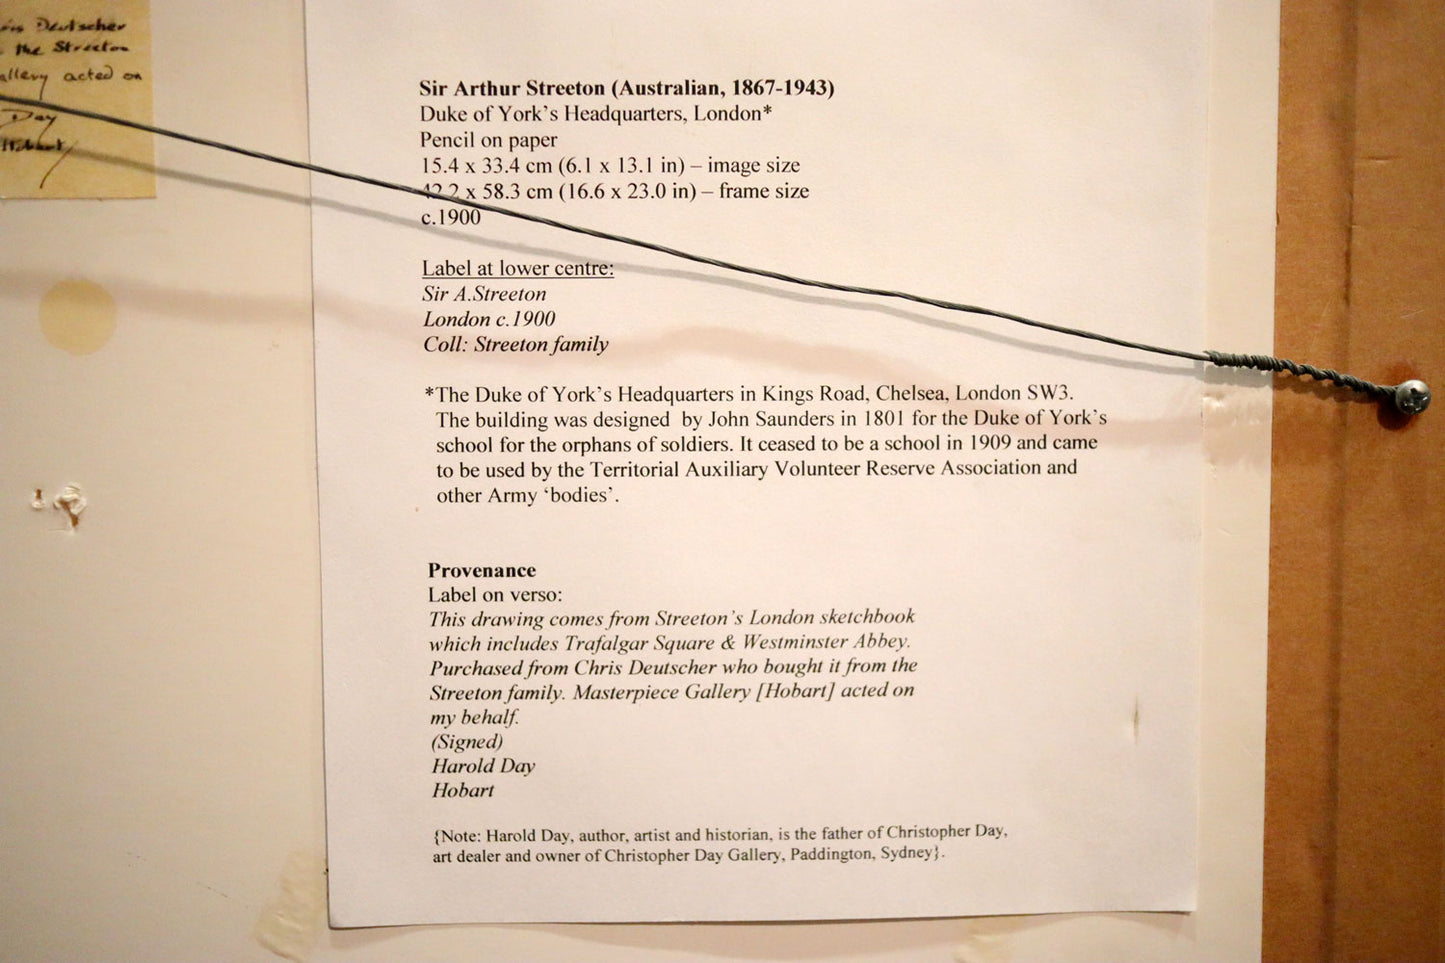 Deutscher
the Streeton
allery acted on
Day
Hobart
Sir Arthur Streeton (Australian, 1867-1943)
Duke of York's Headquarters, London*
Pencil on paper
15.4 x 33.4 cm (6.1 x 13.1 in) – image size
42.2 x 58.3 cm (16.6 x 23.0 in) – frame size
c.1900
Label at lower centre:
Sir A.Streeton
London c.1900
Coll: Streeton family
*The Duke of York's Headquarters in Kings Road, Chelsea, London SW3.
The building was designed by John Saunders in 1801 for the Duke of York's
school for the orphans of soldiers. It ceased to be a school in 1909 and came
to be used by the Territorial Auxiliary Volunteer Reserve Association and
other Army 'bodies'.
Provenance
Label on verso:
This drawing comes from Streeton's London sketchbook
which includes Trafalgar Square & Westminster Abbey.
Purchased from Chris Deutscher who bought it from the
Streeton family. Masterpiece Gallery [Hobart] acted on
my behalf.
(Signed)
Harold Day
Hobart
{Note: Harold Day, author, artist and historian, is the father of Christopher Day,
art dealer and owner of Christopher Day Gallery, Paddington, Sydney}.